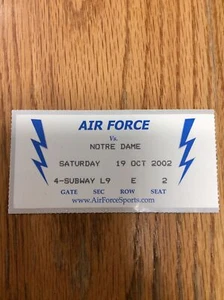 AIR FORCE
Vs.
NOTRE DAME
SATURDAY 19 OCT 2002
4-SUBWAY L9 E 2
GATE SEC ROW SEAT
www.AirForceSports.com